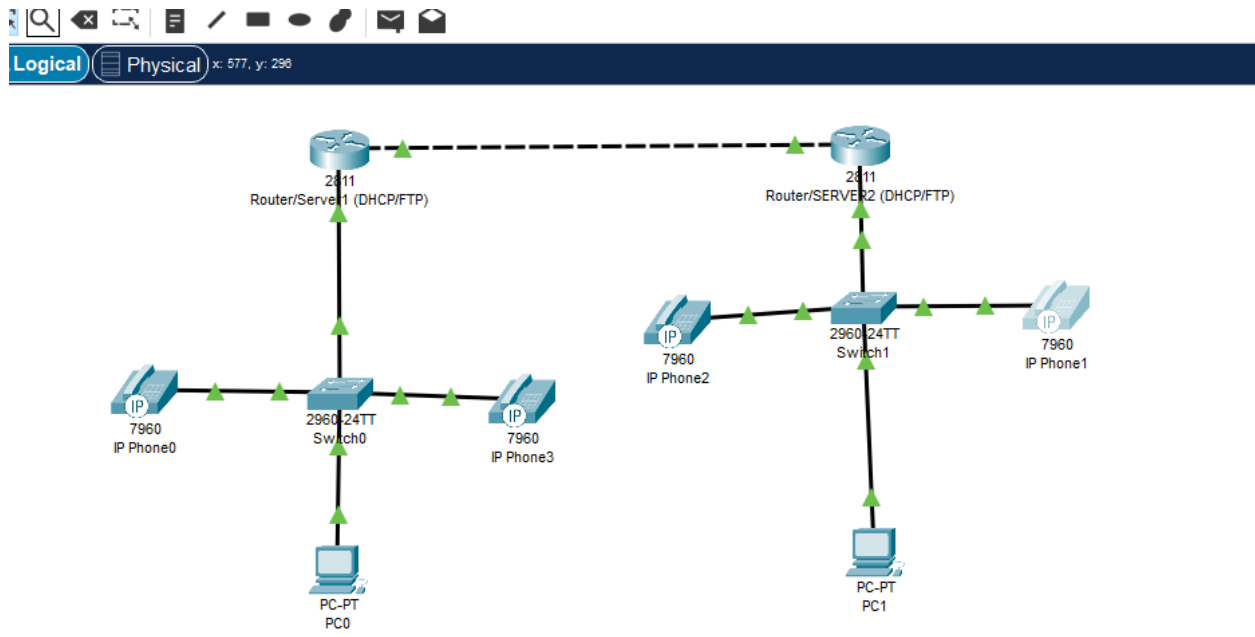 Logical
Physical
x: 577, y: 296
2811
Router/Server1 (DHCP/FTP)
2811
Router/SERVER2 (DHCP/FTP)
IP
7960
IP Phone2
2960-24TT
Switch1
IP
7960
IP Phone1
IP
7960
IP Phone0
2960-24TT
Switch0
IP
7960
IP Phone3
PC-PT
PC0
PC-PT
PC1